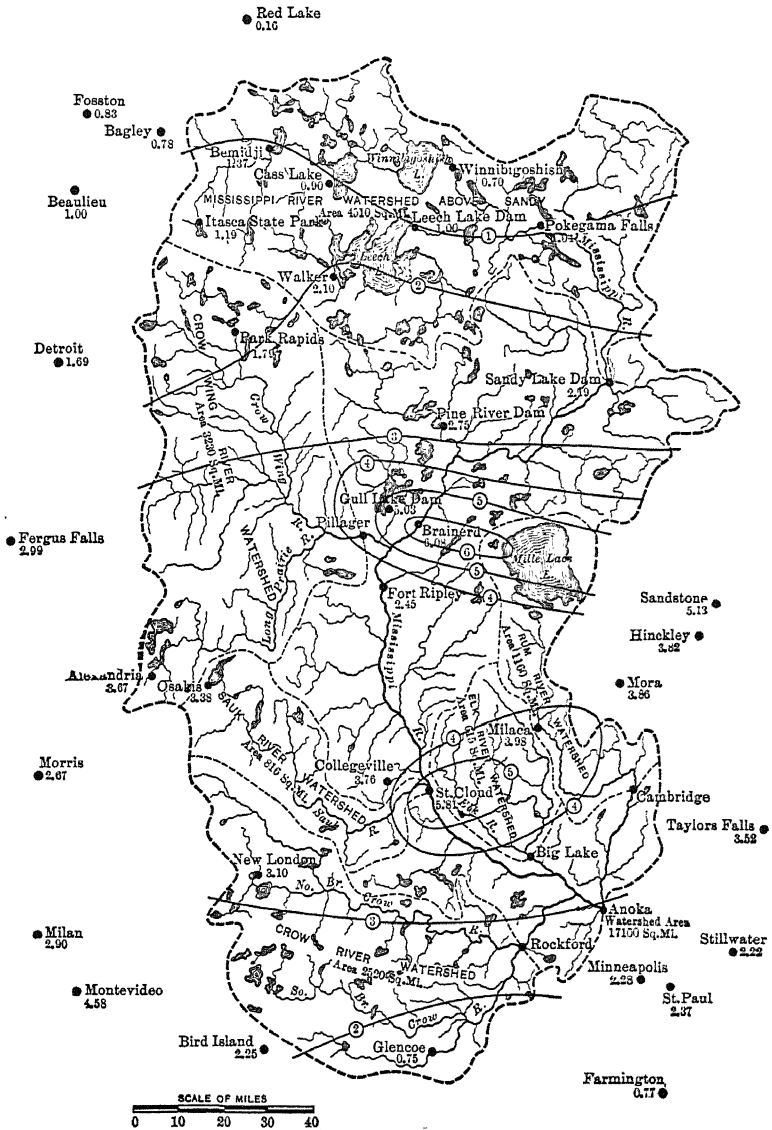 Red Lake
0.16
Fosston
0.83
Bagley
0.78
Bemidji
1.37
Cass Lake
0.90
Winnibigoshish
L.
Winnibigoshish
0.70
Beaulieu
1.00
MISSISSIPPI RIVER WATERSHED ABOVE SANDY
Area 4510 Sq. Mi.
Itasca State Park
1.19
Leech Lake Dam
1.00
Pokegama Falls
1
Leech
Walker
2.10
2
Mississippi R.
Park Rapids
1.79
Detroit
1.69
CROW WING RIVER WATERSHED
Area 3230 Sq. Mi.
Crow Wing R.
Sandy Lake Dam
2.19
Pine River Dam
2.75
3
4
Gull Lake Dam
5.03
5
Pillager
Brainerd
6.08
6
Mille Lacs
L.
5
4
Fergus Falls
2.99
Long Prairie R.
Fort Ripley
2.45
Mississippi R.
Sandstone
5.13
Hinckley
3.82
Mora
3.86
Alexandria
3.67
Osakis
3.38
RUM RIVER WATERSHED
Area 1160 Sq. Mi.
ELK RIVER WATERSHED
Area 615 Sq. Mi.
Elk R.
Milaca
3.98
4
5
4
SAUK RIVER WATERSHED
Area 816 Sq. Mi.
Sauk R.
Morris
2.67
Collegeville
3.76
St. Cloud
5.81
Cambridge
Taylors Falls
3.52
Big Lake
New London
3.10
No. Br. Crow R.
3
Anoka
Watershed Area
17100 Sq. Mi.
Milan
2.90
CROW RIVER WATERSHED
Area 2520 Sq. Mi.
Rockford
Stillwater
2.22
Minneapolis
2.28
St. Paul
2.37
Montevideo
4.58
So. Br. Crow R.
2
Bird Island
2.25
Glencoe
0.75
Farmington
0.77
SCALE OF MILES
0 10 20 30 40